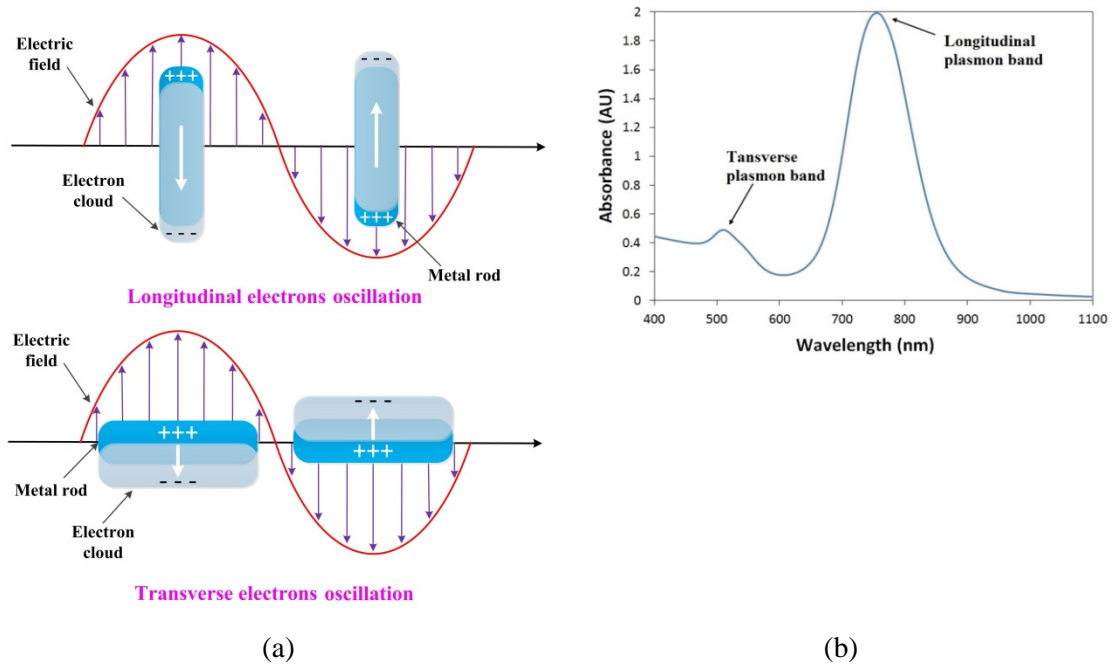 Electric
field
+++
- - -
Electron
cloud
- - -
+++
Metal rod
Longitudinal electrons oscillation
Electric
field
+++
- - -
Metal rod
Electron
cloud
- - -
+++
Transverse electrons oscillation
(a)
Absorbance (AU)
2
1.8
1.6
1.4
1.2
1
0.8
0.6
0.4
0.2
0
Longitudinal
plasmon band
Tansverse
plasmon band
400 500 600 700 800 900 1000 1100
Wavelength (nm)
(b)